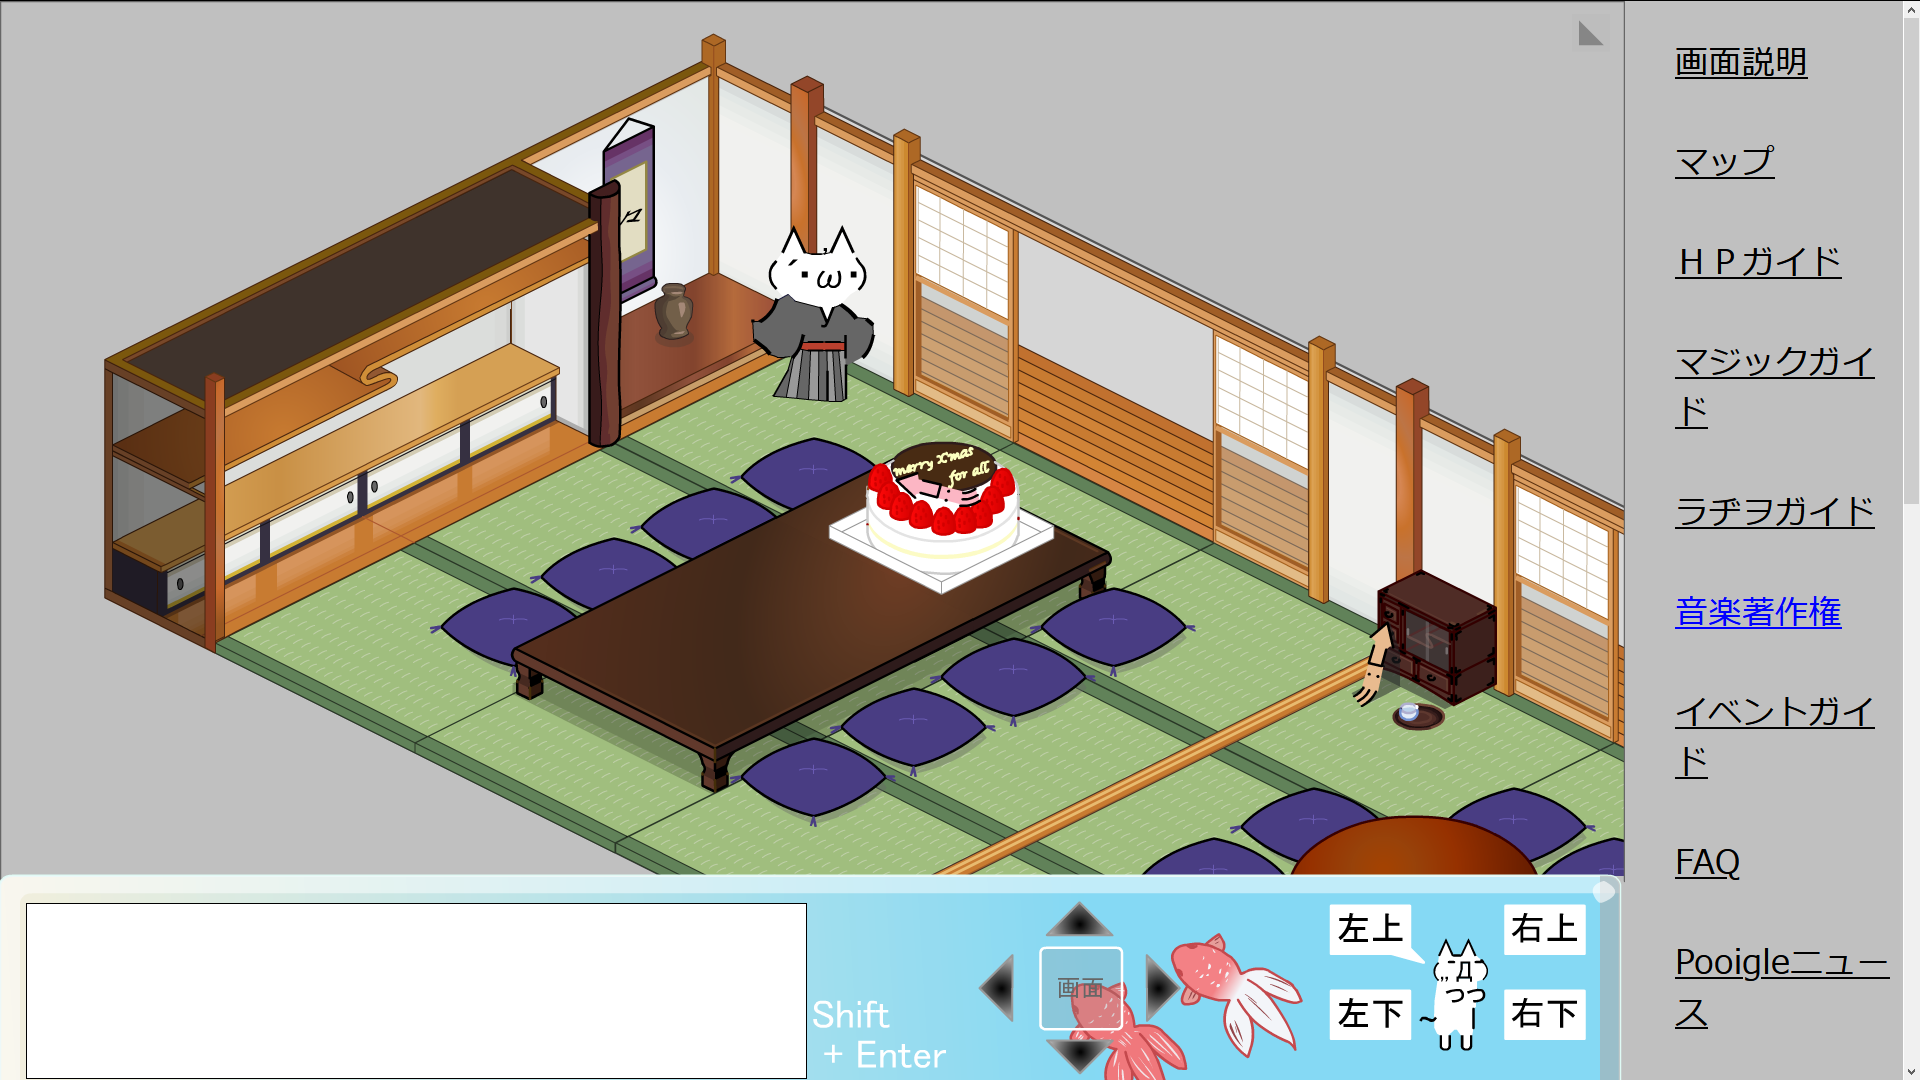 画面説明
マップ
ＨＰガイド
マジックガイ
ド
ラヂヲガイド
音楽著作権
イベントガイ
ド
FAQ
Pooigleニュー
ス
merry X'mas
for all
Shift
+ Enter
画面
左上
右上
左下
右下